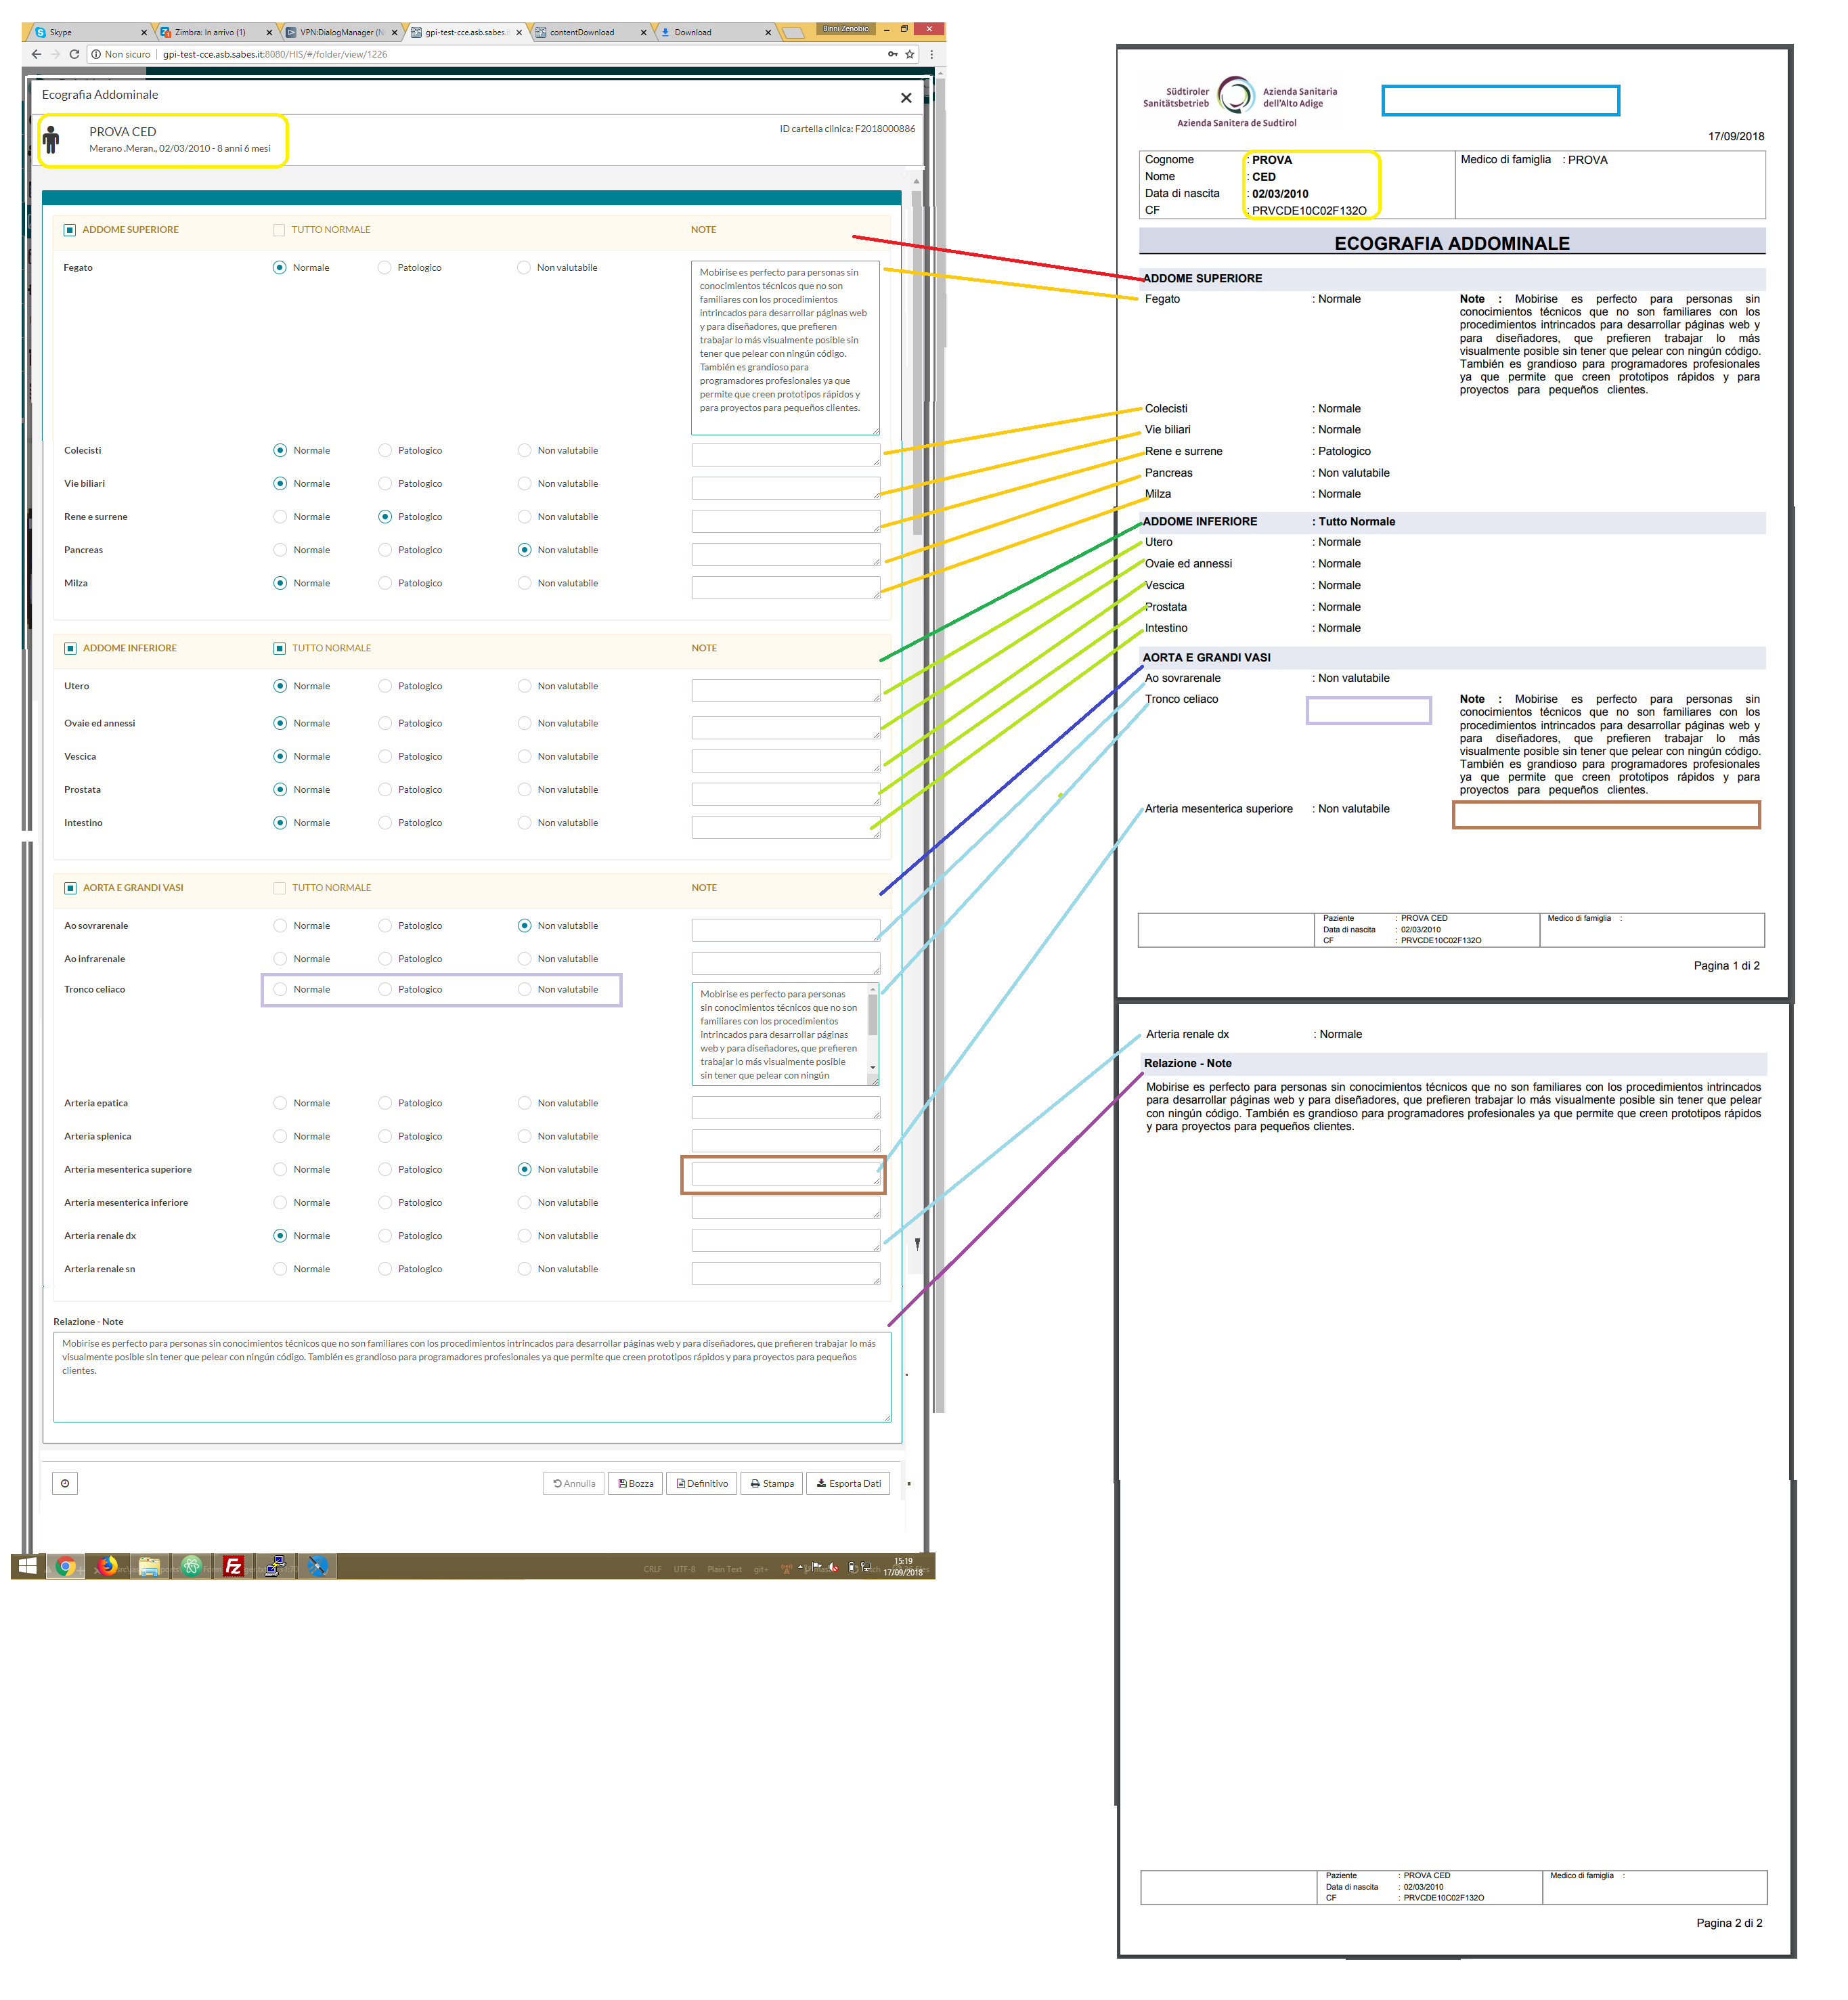 Skype
Zimbra: In arrivo (1)
VPN:DialogManager (N
gpi-test-cce.asb.sabes.i
contentDownload
Download
Binni Zenobio
Non sicuro | gpi-test-cce.asb.sabes.it:8080/HIS/#/folder/view/1226
Ecografia Addominale
PROVA CED
ID cartella clinica: F2018000886
Merano .Meran., 02/03/2010 - 8 anni 6 mesi
ADDOME SUPERIORE TUTTO NORMALE NOTE
Fegato Normale Patologico Non valutabile
Mobirise es perfecto para personas sin
conocimientos técnicos que no son
familiares con los procedimientos
intrincados para desarrollar páginas web
y para diseñadores, que prefieren
trabajar lo más visualmente posible sin
tener que pelear con ningún código.
También es grandioso para
programadores profesionales ya que
permite que creen prototipos rápidos y
para proyectos para pequeños clientes.
Colecisti Normale Patologico Non valutabile
Vie biliari Normale Patologico Non valutabile
Rene e surrene Normale Patologico Non valutabile
Pancreas Normale Patologico Non valutabile
Milza Normale Patologico Non valutabile
ADDOME INFERIORE TUTTO NORMALE NOTE
Utero Normale Patologico Non valutabile
Ovaie ed annessi Normale Patologico Non valutabile
Vescica Normale Patologico Non valutabile
Prostata Normale Patologico Non valutabile
Intestino Normale Patologico Non valutabile
AORTA E GRANDI VASI TUTTO NORMALE NOTE
Ao sovrarenale Normale Patologico Non valutabile
Ao infrarenale Normale Patologico Non valutabile
Tronco celiaco Normale Patologico Non valutabile
Mobirise es perfecto para personas
sin conocimientos técnicos que no son
familiares con los procedimientos
intrincados para desarrollar páginas
web y para diseñadores, que prefieren
trabajar lo más visualmente posible
sin tener que pelear con ningún
Arteria epatica Normale Patologico Non valutabile
Arteria splenica Normale Patologico Non valutabile
Arteria mesenterica superiore Normale Patologico Non valutabile
Arteria mesenterica inferiore Normale Patologico Non valutabile
Arteria renale dx Normale Patologico Non valutabile
Arteria renale sn Normale Patologico Non valutabile
Relazione - Note
Mobirise es perfecto para personas sin conocimientos técnicos que no son familiares con los procedimientos intrincados para desarrollar páginas web y para diseñadores, que prefieren trabajar lo más
visualmente posible sin tener que pelear con ningún código. También es grandioso para programadores profesionales ya que permite que creen prototipos rápidos y para proyectos para pequeños
clientes.
Annulla Bozza Definitivo Stampa Esporta Dati
CRLF UTF-8 Plain Text git+
15:19
17/09/2018
Südtiroler
Sanitätsbetrieb
Azienda Sanitaria
dell'Alto Adige
Azienda Sanitera de Sudtirol
17/09/2018
Cognome : PROVA
Nome : CED
Data di nascita : 02/03/2010
CF : PRVCDE10C02F132O
Medico di famiglia : PROVA
ECOGRAFIA ADDOMINALE
ADDOME SUPERIORE
Fegato : Normale
Note : Mobirise es perfecto para personas sin
conocimientos técnicos que no son familiares con los
procedimientos intrincados para desarrollar páginas web y
para diseñadores, que prefieren trabajar lo más
visualmente posible sin tener que pelear con ningún código.
También es grandioso para programadores profesionales
ya que permite que creen prototipos rápidos y para
proyectos para pequeños clientes.
Colecisti : Normale
Vie biliari : Normale
Rene e surrene : Patologico
Pancreas : Non valutabile
Milza : Normale
ADDOME INFERIORE : Tutto Normale
Utero : Normale
Ovaie ed annessi : Normale
Vescica : Normale
Prostata : Normale
Intestino : Normale
AORTA E GRANDI VASI
Ao sovrarenale : Non valutabile
Tronco celiaco
Note : Mobirise es perfecto para personas sin
conocimientos técnicos que no son familiares con los
procedimientos intrincados para desarrollar páginas web y
para diseñadores, que prefieren trabajar lo más
visualmente posible sin tener que pelear con ningún código.
También es grandioso para programadores profesionales
ya que permite que creen prototipos rápidos y para
proyectos para pequeños clientes.
Arteria mesenterica superiore : Non valutabile
Paziente : PROVA CED
Data di nascita : 02/03/2010
CF : PRVCDE10C02F132O
Medico di famiglia :
Pagina 1 di 2
Arteria renale dx : Normale
Relazione - Note
Mobirise es perfecto para personas sin conocimientos técnicos que no son familiares con los procedimientos intrincados
para desarrollar páginas web y para diseñadores, que prefieren trabajar lo más visualmente posible sin tener que pelear
con ningún código. También es grandioso para programadores profesionales ya que permite que creen prototipos rápidos
y para proyectos para pequeños clientes.
Paziente : PROVA CED
Data di nascita : 02/03/2010
CF : PRVCDE10C02F132O
Medico di famiglia :
Pagina 2 di 2